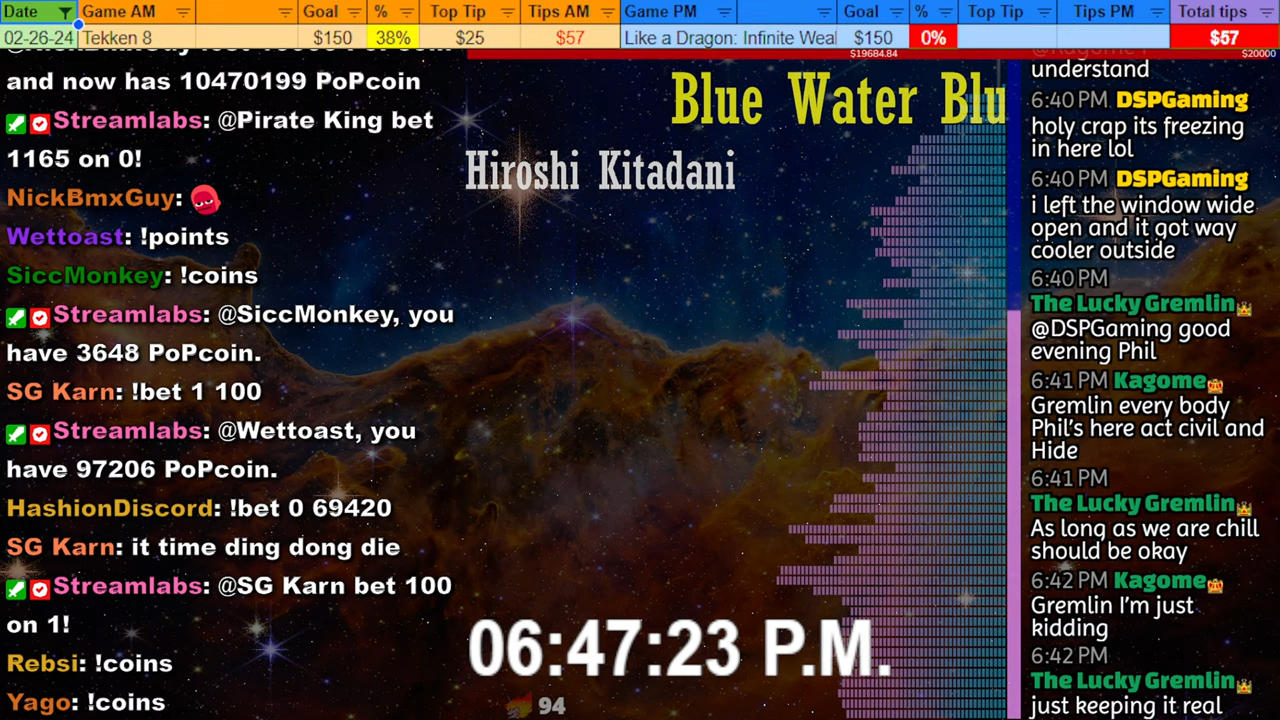 Date Game AM Goal % Top Tip Tips AM Game PM Goal % Top Tip Tips PM Total tips
02-26-24 Tekken 8 $150 38% $25 $57 Like a Dragon: Infinite Weal $150 0% $57
$19684.84 $20000
and now has 10470199 PoPcoin
Streamlabs: @Pirate King bet
1165 on 0!
NickBmxGuy:
Wettoast: !points
SiccMonkey: !coins
Streamlabs: @SiccMonkey, you
have 3648 PoPcoin.
SG Karn: !bet 1 100
Streamlabs: @Wettoast, you
have 97206 PoPcoin.
HashionDiscord: !bet 0 69420
SG Karn: it time ding dong die
Streamlabs: @SG Karn bet 100
on 1!
Rebsi: !coins
Yago: !coins
Blue Water Blu
Hiroshi Kitadani
06:47:23 P.M.
94
understand
6:40 PM DSPGaming
holy crap its freezing
in here lol
6:40 PM DSPGaming
i left the window wide
open and it got way
cooler outside
6:40 PM
The Lucky Gremlin
@DSPGaming good
evening Phil
6:41 PM Kagome
Gremlin every body
Phil's here act civil and
Hide
6:41 PM
The Lucky Gremlin
As long as we are chill
should be okay
6:42 PM Kagome
Gremlin I'm just
kidding
6:42 PM
The Lucky Gremlin
just keeping it real